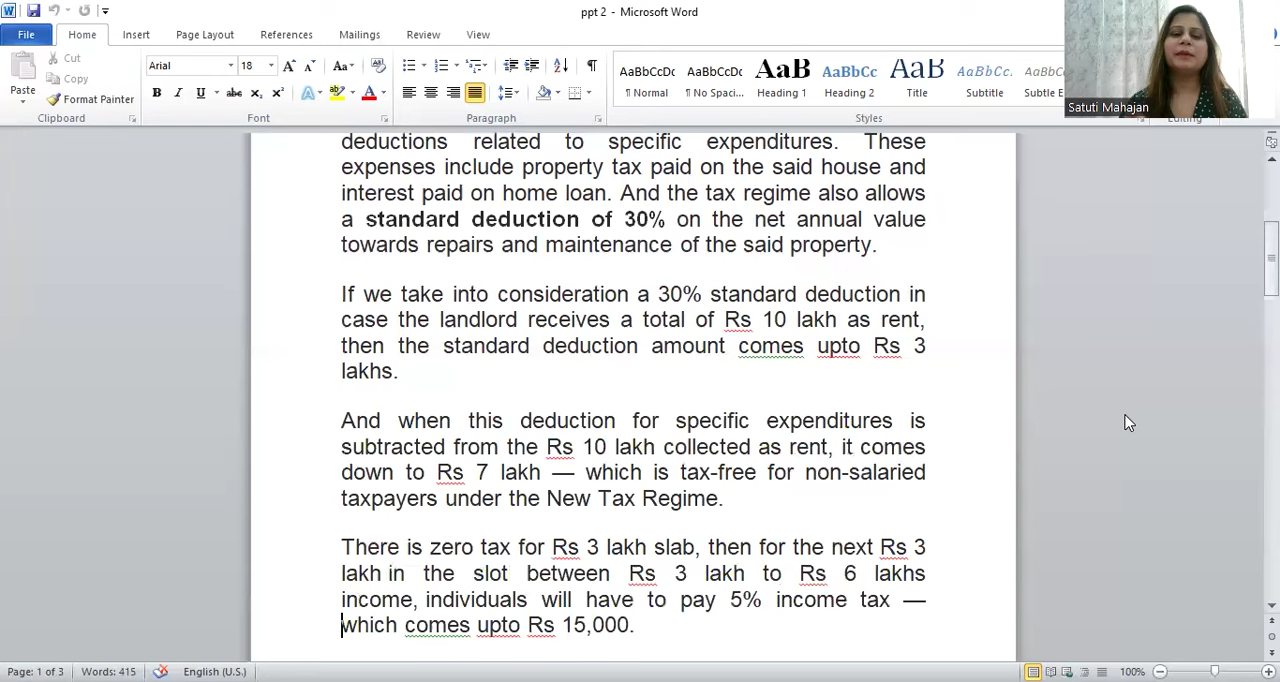 ppt 2 - Microsoft Word
File Home Insert Page Layout References Mailings Review View
Cut
Copy
Format Painter
Paste
Clipboard
Arial 18
Font
Paragraph
AaBbCcDc AaBbCcDc AaB AaBbCc AaB AaBbCc. AaBbCc
¶ Normal ¶ No Spaci... Heading 1 Heading 2 Title Subtitle Subtle E
Styles
Editing
Satuti Mahajan
deductions related to specific expenditures. These
expenses include property tax paid on the said house and
interest paid on home loan. And the tax regime also allows
a standard deduction of 30% on the net annual value
towards repairs and maintenance of the said property.
If we take into consideration a 30% standard deduction in
case the landlord receives a total of Rs 10 lakh as rent,
then the standard deduction amount comes upto Rs 3
lakhs.
And when this deduction for specific expenditures is
subtracted from the Rs 10 lakh collected as rent, it comes
down to Rs 7 lakh — which is tax-free for non-salaried
taxpayers under the New Tax Regime.
There is zero tax for Rs 3 lakh slab, then for the next Rs 3
lakh in the slot between Rs 3 lakh to Rs 6 lakhs
income, individuals will have to pay 5% income tax —
which comes upto Rs 15,000.
Page: 1 of 3 Words: 415 English (U.S.) 100%